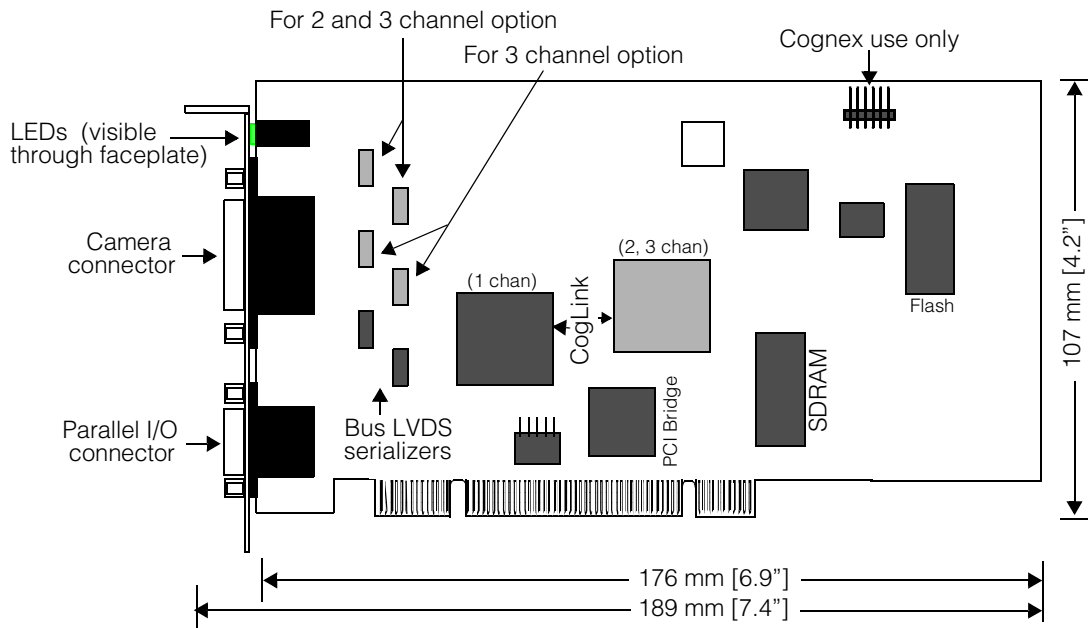 For 2 and 3 channel option
For 3 channel option
Cognex use only
LEDs (visible
through faceplate)
Camera
connector
(1 chan)
(2, 3 chan)
CogLink
Flash
107 mm [4.2”]
SDRAM
Parallel I/O
connector
Bus LVDS
serializers
PCI Bridge
176 mm [6.9”]
189 mm [7.4”]